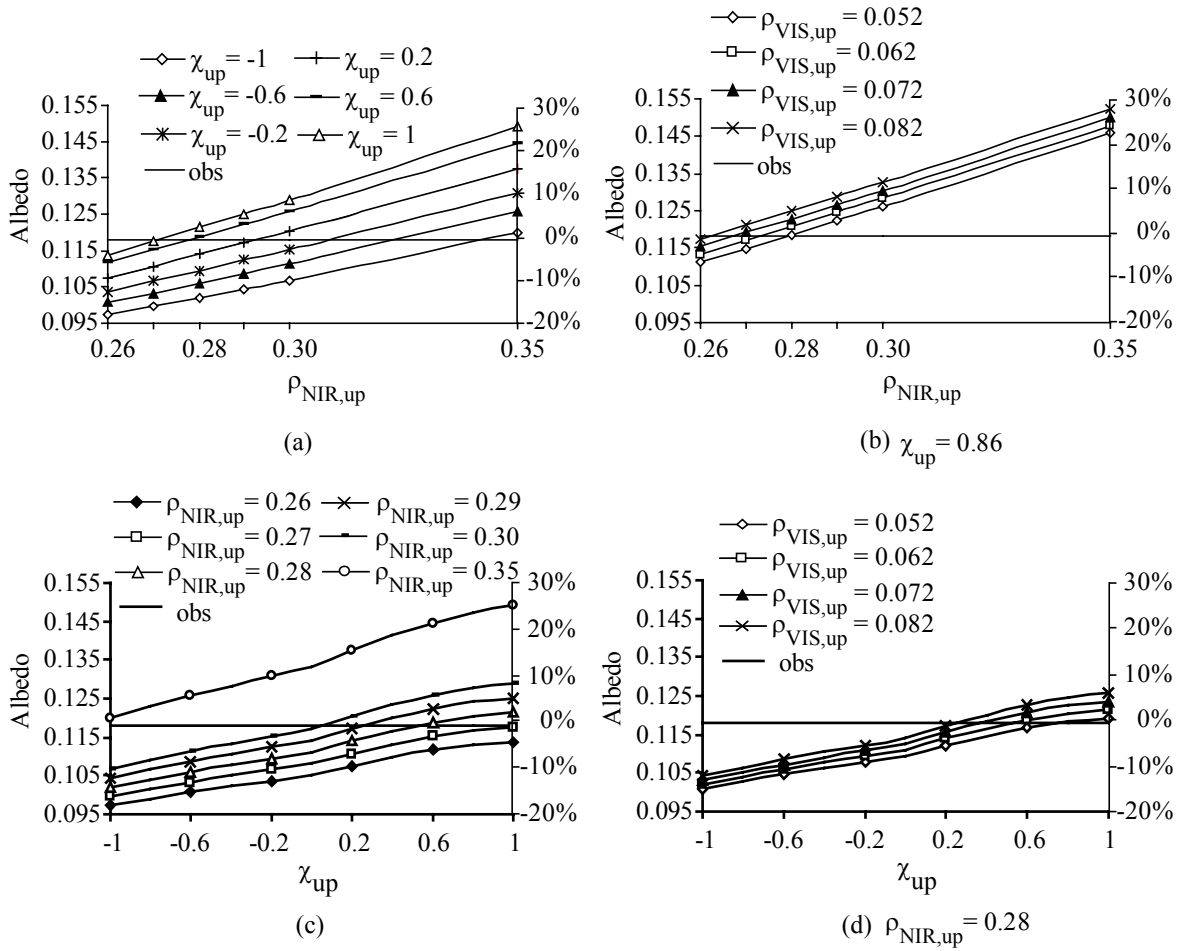 χup= -1 χup= 0.2
χup= -0.6 χup= 0.6
χup= -0.2 χup= 1
obs
Albedo
0.155
0.145
0.135
0.125
0.115
0.105
0.095
30%
20%
10%
0%
-10%
-20%
0.26 0.28 0.30 0.35
ρNIR,up
(a)
ρVIS,up = 0.052
ρVIS,up = 0.062
ρVIS,up = 0.072
ρVIS,up = 0.082
obs
Albedo
0.155
0.145
0.135
0.125
0.115
0.105
0.095
30%
20%
10%
0%
-10%
-20%
0.26 0.28 0.30 0.35
ρNIR,up
(b) χup= 0.86
ρNIR,up= 0.26 ρNIR,up= 0.29
ρNIR,up= 0.27 ρNIR,up= 0.30
ρNIR,up= 0.28 ρNIR,up= 0.35
obs
Albedo
0.155
0.145
0.135
0.125
0.115
0.105
0.095
30%
20%
10%
0%
-10%
-20%
-1 -0.6 -0.2 0.2 0.6 1
χup
(c)
ρVIS,up = 0.052
ρVIS,up = 0.062
ρVIS,up = 0.072
ρVIS,up = 0.082
obs
Albedo
0.155
0.145
0.135
0.125
0.115
0.105
0.095
30%
20%
10%
0%
-10%
-20%
-1 -0.6 -0.2 0.2 0.6 1
χup
(d) ρNIR,up= 0.28